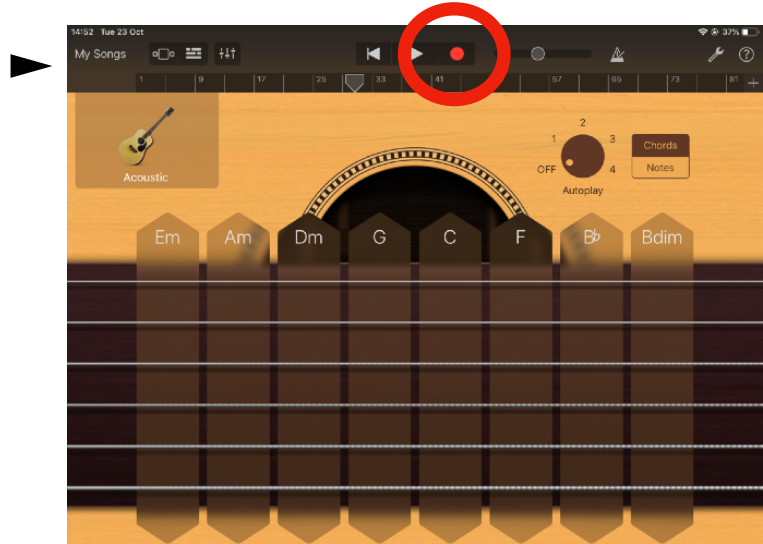 14:52 Tue 23 Oct 37%
My Songs
1 9 17 25 33 41 57 65 73 81
Acoustic
OFF 1 2 3 4
Autoplay
Chords
Notes
Em Am Dm G C F B♭ Bdim